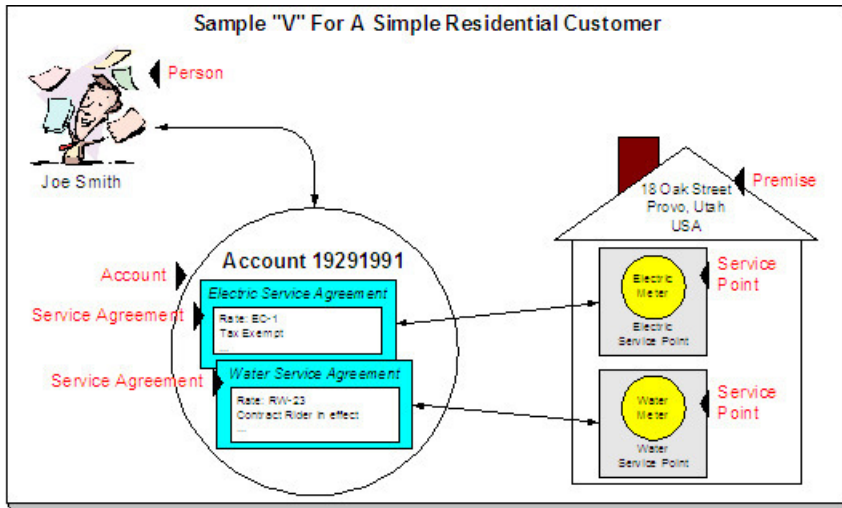 Sample "V" For A Simple Residential Customer
Person
Joe Smith
18 Oak Street
Provo, Utah
USA
Premise
Account 19291991
Account
Electric Service Agreement
Service Agreement
Rate: EC-1
Tax Exempt
...
Water Service Agreement
Service Agreement
Rate: RW-23
Contract Rider in effect
...
Electric
Meter
Electric
Service Point
Service
Point
Water
Meter
Water
Service Point
Service
Point